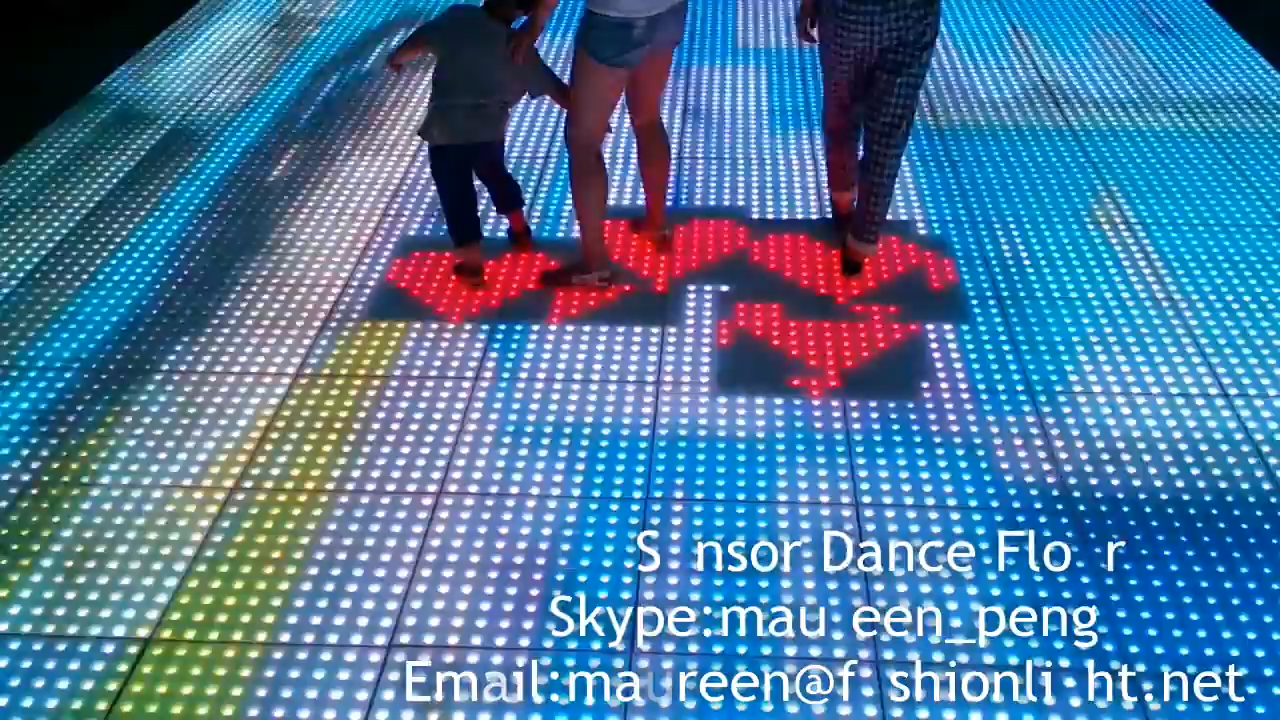 S nsor Dance Flo r
Skype:mau een_peng
Email:ma reen@f shionli ht.net